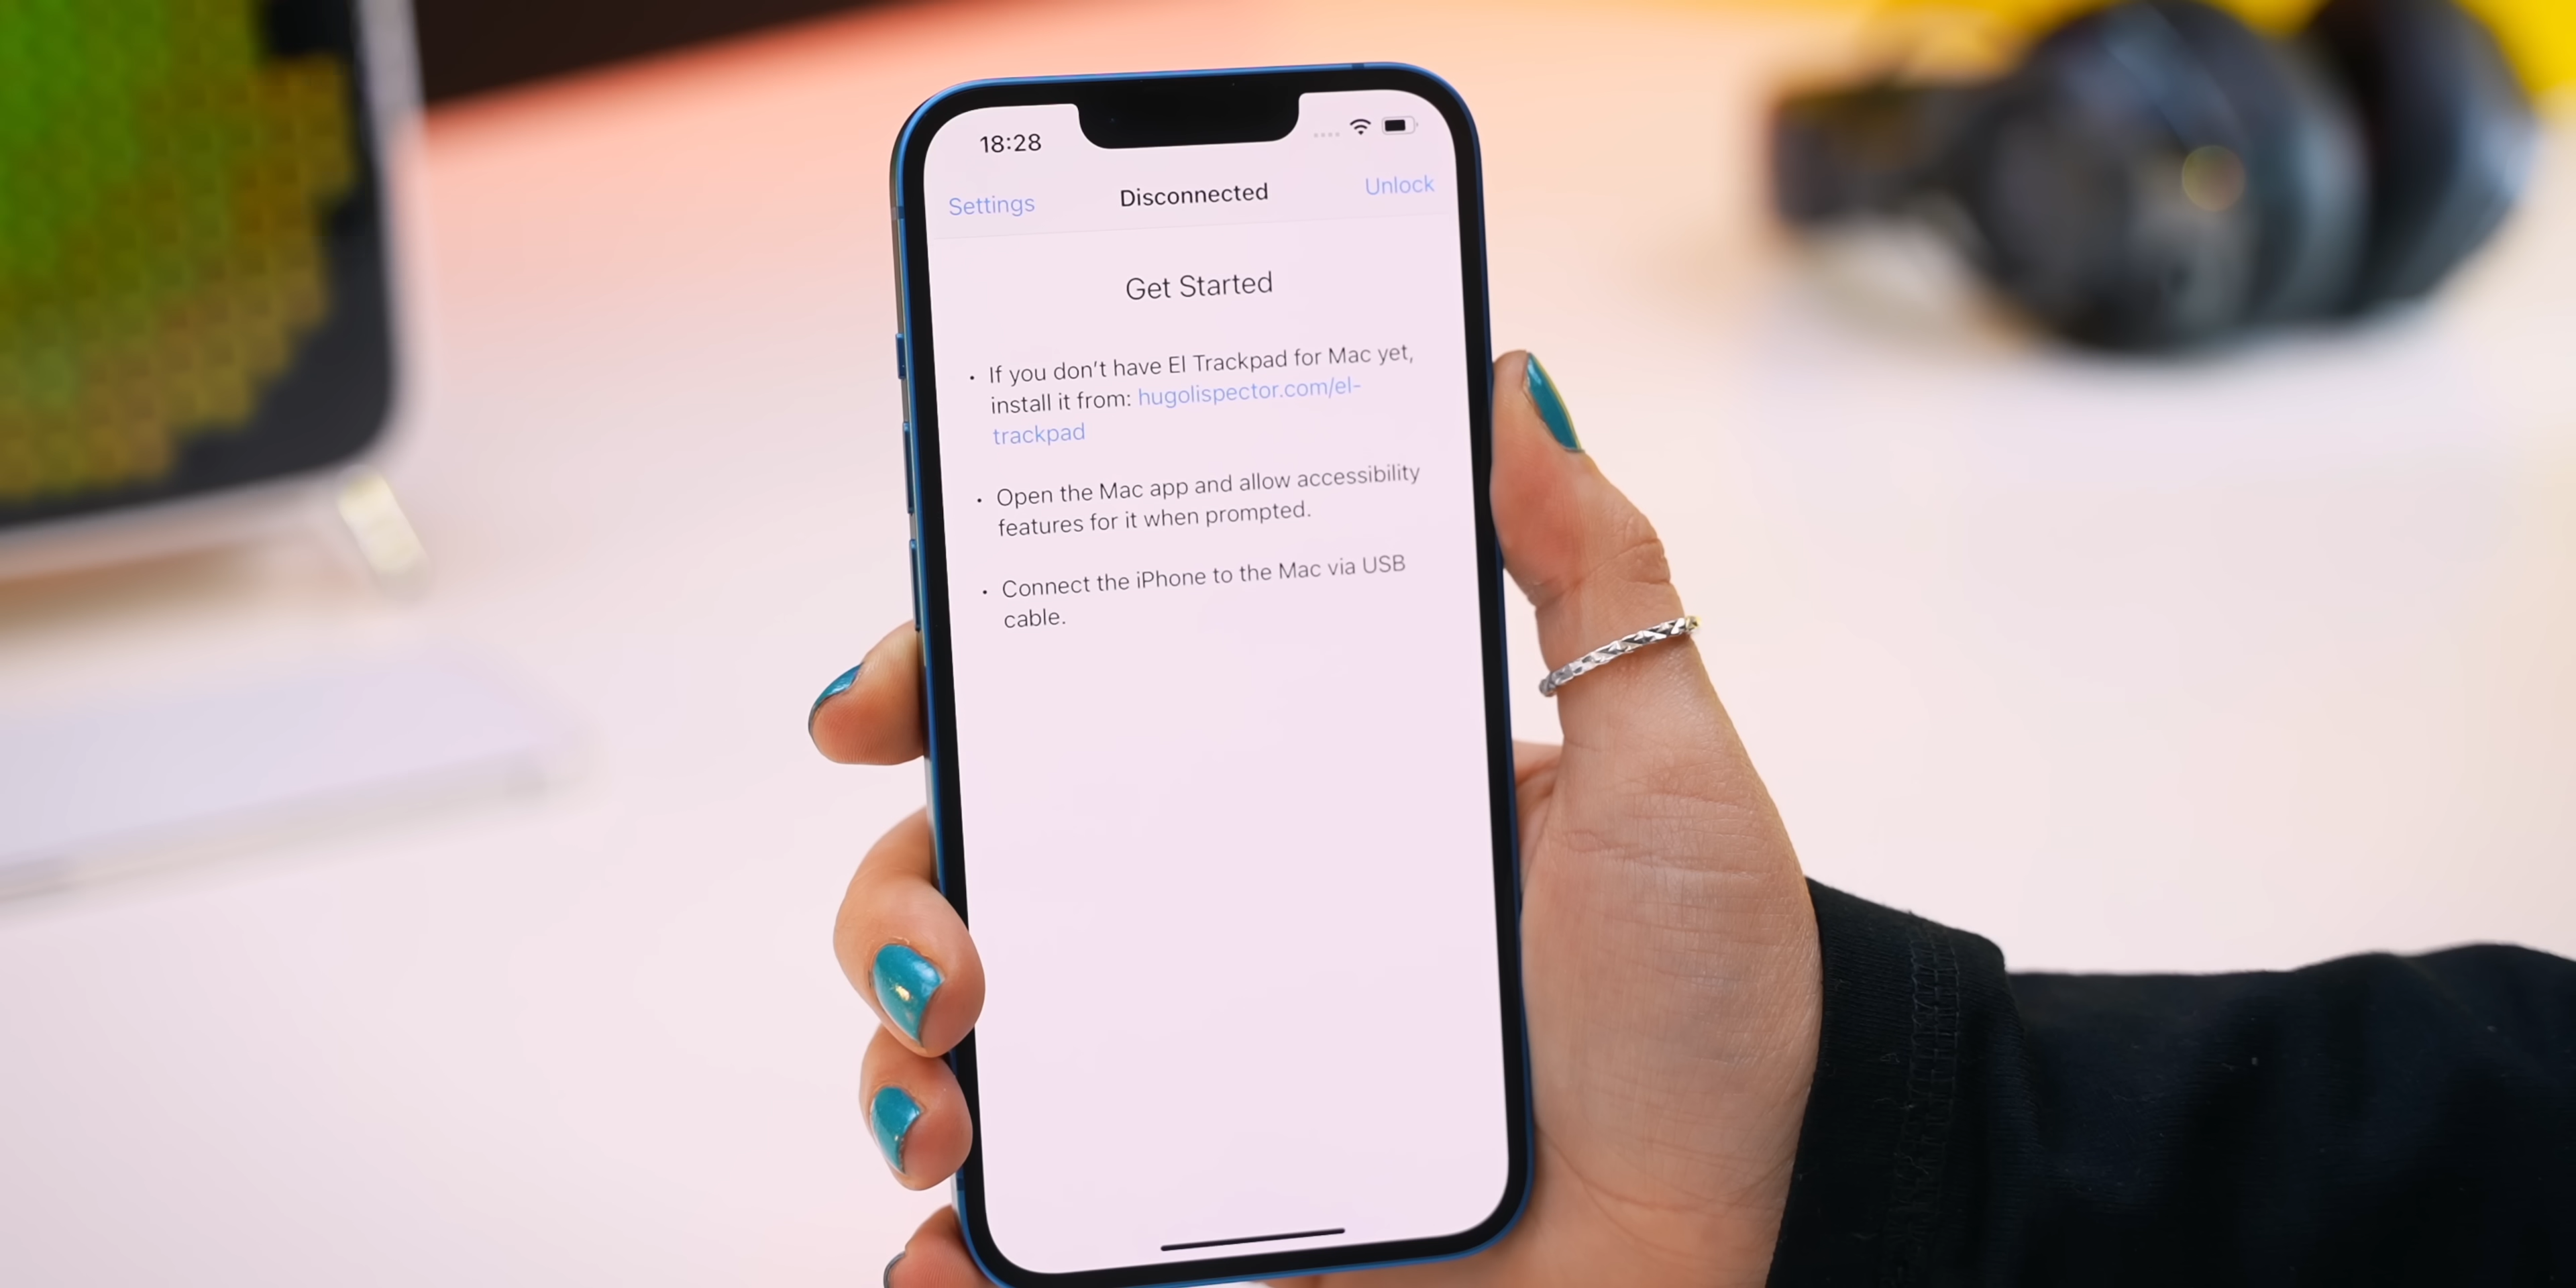 18:28
Settings Disconnected Unlock
Get Started
• If you don't have El Trackpad for Mac yet,
install it from: hugolispector.com/el-
trackpad
• Open the Mac app and allow accessibility
features for it when prompted.
• Connect the iPhone to the Mac via USB
cable.